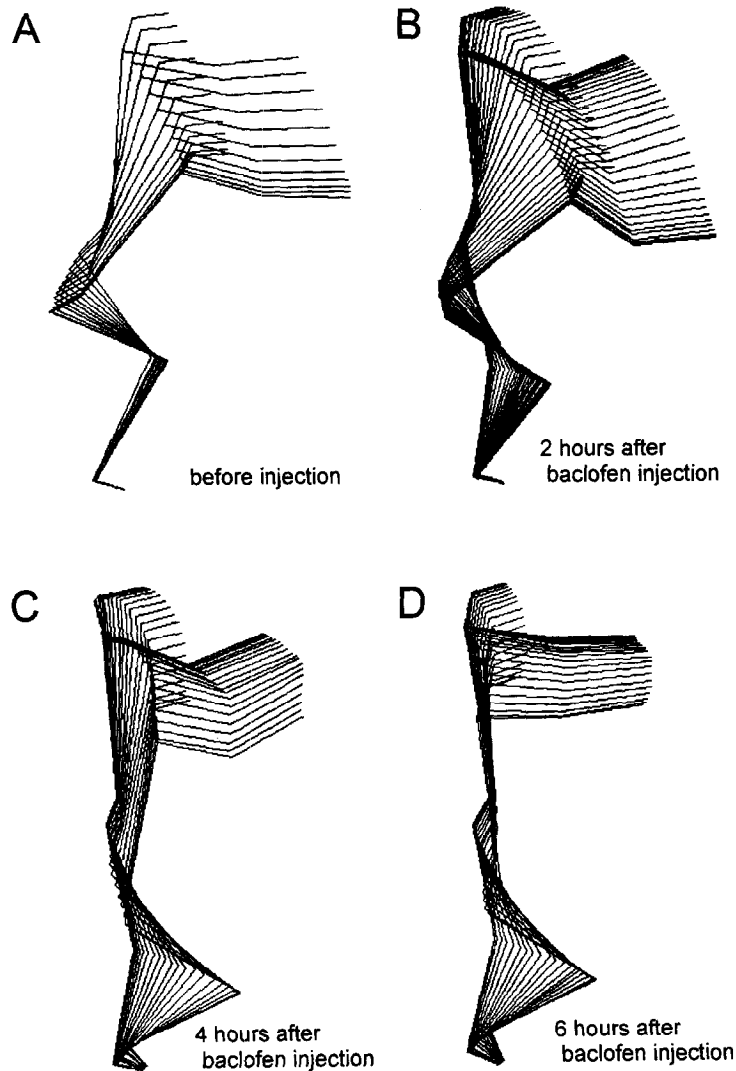 A
B
before injection
2 hours after
baclofen injection
C
D
4 hours after
baclofen injection
6 hours after
baclofen injection